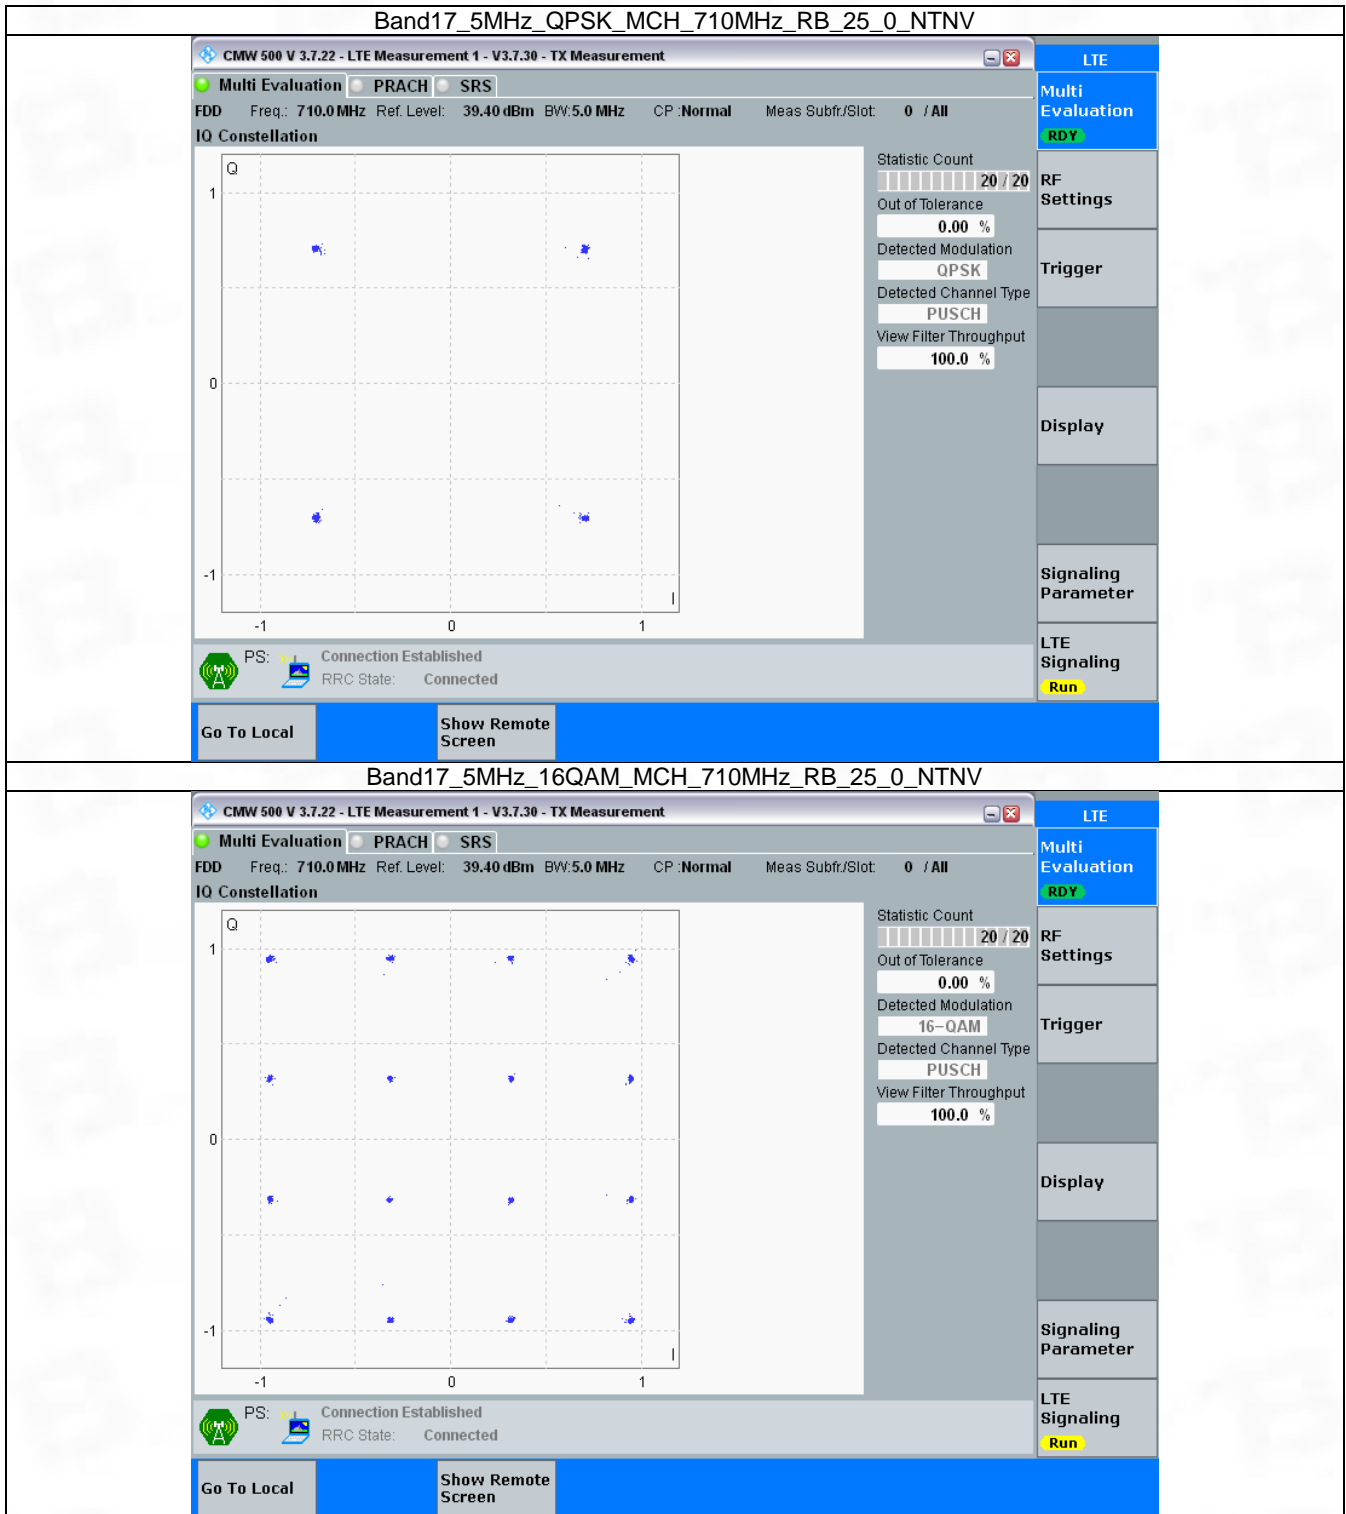 Band17_5MHz_QPSK_MCH_710MHz_RB_25_0_NTNV
CMW 500 V 3.7.22 - LTE Measurement 1 - V3.7.30 - TX Measurement
LTE
Multi Evaluation PRACH SRS
Multi
Evaluation
RDY
FDD Freq.: 710.0 MHz Ref. Level: 39.40 dBm BW: 5.0 MHz CP : Normal Meas Subfr./Slot: 0 / All
IQ Constellation
Q
1
0
-1
I
-1 0 1
Statistic Count
20 / 20
Out of Tolerance
0.00 %
Detected Modulation
QPSK
Detected Channel Type
PUSCH
View Filter Throughput
100.0 %
RF
Settings
Trigger
Display
Signaling
Parameter
LTE
Signaling
Run
PS: Connection Established
RRC State: Connected
Go To Local
Show Remote
Screen
Band17_5MHz_16QAM_MCH_710MHz_RB_25_0_NTNV
CMW 500 V 3.7.22 - LTE Measurement 1 - V3.7.30 - TX Measurement
LTE
Multi Evaluation PRACH SRS
Multi
Evaluation
RDY
FDD Freq.: 710.0 MHz Ref. Level: 39.40 dBm BW: 5.0 MHz CP : Normal Meas Subfr./Slot: 0 / All
IQ Constellation
Q
1
0
-1
I
-1 0 1
Statistic Count
20 / 20
Out of Tolerance
0.00 %
Detected Modulation
16-QAM
Detected Channel Type
PUSCH
View Filter Throughput
100.0 %
RF
Settings
Trigger
Display
Signaling
Parameter
LTE
Signaling
Run
PS: Connection Established
RRC State: Connected
Go To Local
Show Remote
Screen